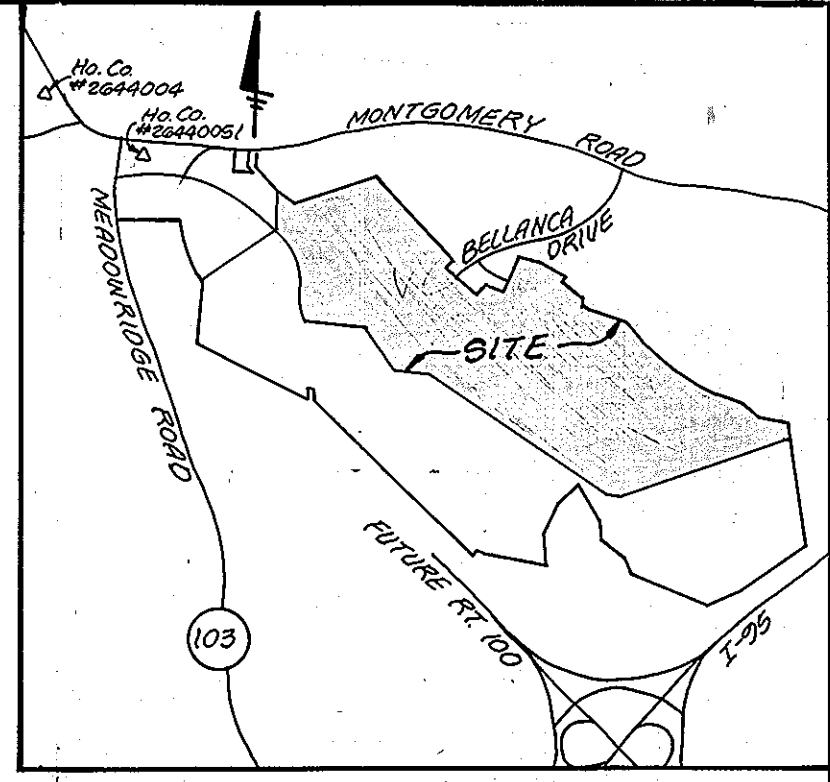 Ho. Co.
#2644004
Ho. Co.
#26440051
MONTGOMERY ROAD
BELLANCA
DRIVE
MEADOWRIDGE ROAD
SITE
FUTURE RT. 100
I-95
103